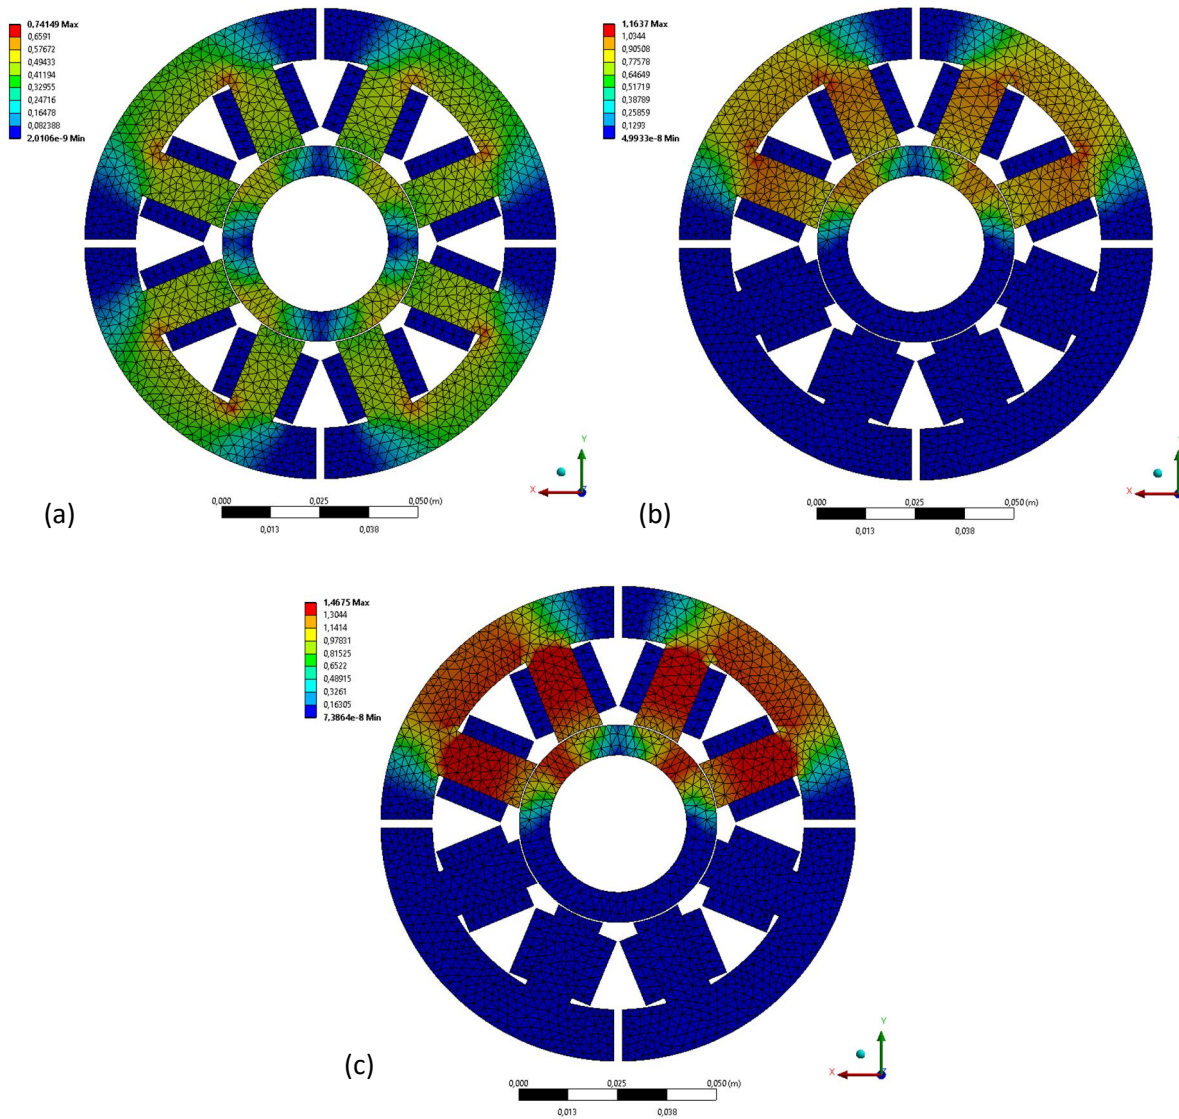 0,74149 Max
0,6591
0,57672
0,49433
0,41194
0,32955
0,24716
0,16478
0,082388
2,0106e-9 Min
Y
X
0,000 0,025 0,050 (m)
0,013 0,038
(a)
1,1637 Max
1,0344
0,90508
0,77578
0,64649
0,51719
0,38789
0,25859
0,1293
4,9933e-8 Min
Y
X
0,000 0,025 0,050 (m)
0,013 0,038
(b)
1,4675 Max
1,3044
1,1414
0,97831
0,81525
0,6522
0,48915
0,3261
0,16305
7,3864e-8 Min
Y
X
0,000 0,025 0,050 (m)
0,013 0,038
(c)